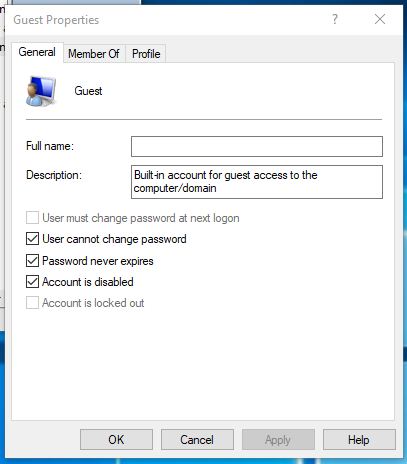 Guest Properties
General Member Of Profile
Guest
Full name:
Description:
Built-in account for guest access to the
computer/domain
User must change password at next logon
User cannot change password
Password never expires
Account is disabled
Account is locked out
OK Cancel Apply Help